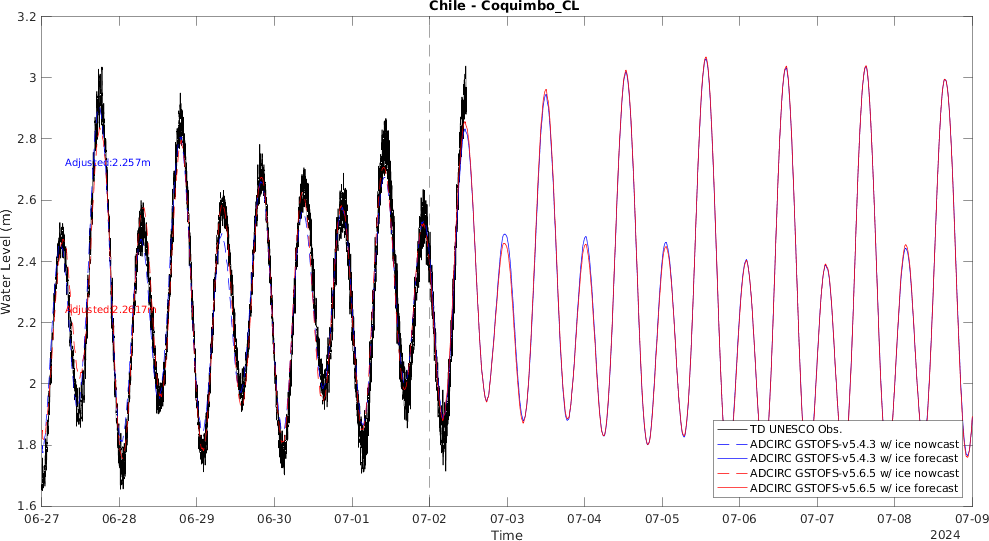 Chile - Coquimbo_CL
3.2
3
2.8
2.6
2.4
2.2
2
1.8
1.6
Water Level (m)
Adjusted:2.257m
Adjusted:2.2617m
TD UNESCO Obs.
ADCIRC GSTOFS-v5.4.3 w/ ice nowcast
ADCIRC GSTOFS-v5.4.3 w/ ice forecast
ADCIRC GSTOFS-v5.6.5 w/ ice nowcast
ADCIRC GSTOFS-v5.6.5 w/ ice forecast
06-27 06-28 06-29 06-30 07-01 07-02 07-03 07-04 07-05 07-06 07-07 07-08 07-09
Time
2024